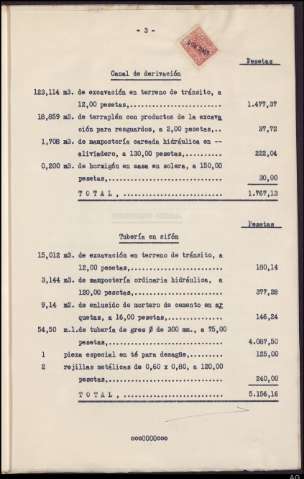 - 3 -
Pesetas
Canal de derivación
123,114 m3. de excavación en terreno de tránsito, a
12,00 pesetas,...................... 1.477,37
18,859 m3. de terraplén con productos de la excava
ción para resguardos, a 2,00 pesetas,.. 37,72
1,708 m3. de mampostería careada hidráulica en --
aliviadero, a 130,00 pesetas,.......... 222,04
0,200 m3. de hormigón en masa en solera, a 150,00
pesetas,........................... 30,00
T O T A L ,................... 1.767,13
Pesetas
Tubería en sifón
15,012 m3. de excavación en terreno de tránsito, a
12,00 pesetas,..................... 180,14
3,144 m3. de mampostería ordinaria hidráulica, a
120,00 pesetas,.................... 377,28
9,14 m2. de enlucido de mortero de cemento en ar
quetas, a 16,00 pesetas,............. 146,24
54,50 m.l. de tubería de gres Ø de 300 mm., a 75,00
pesetas,........................... 4.087,50
1 pieza especial en té para desagüe,....... 125,00
2 rejillas metálicas de 0,60 x 0,80, a 120,00
pesetas,........................... 240,00
T O T A L ,................... 5.156,16
ooo0000ooo